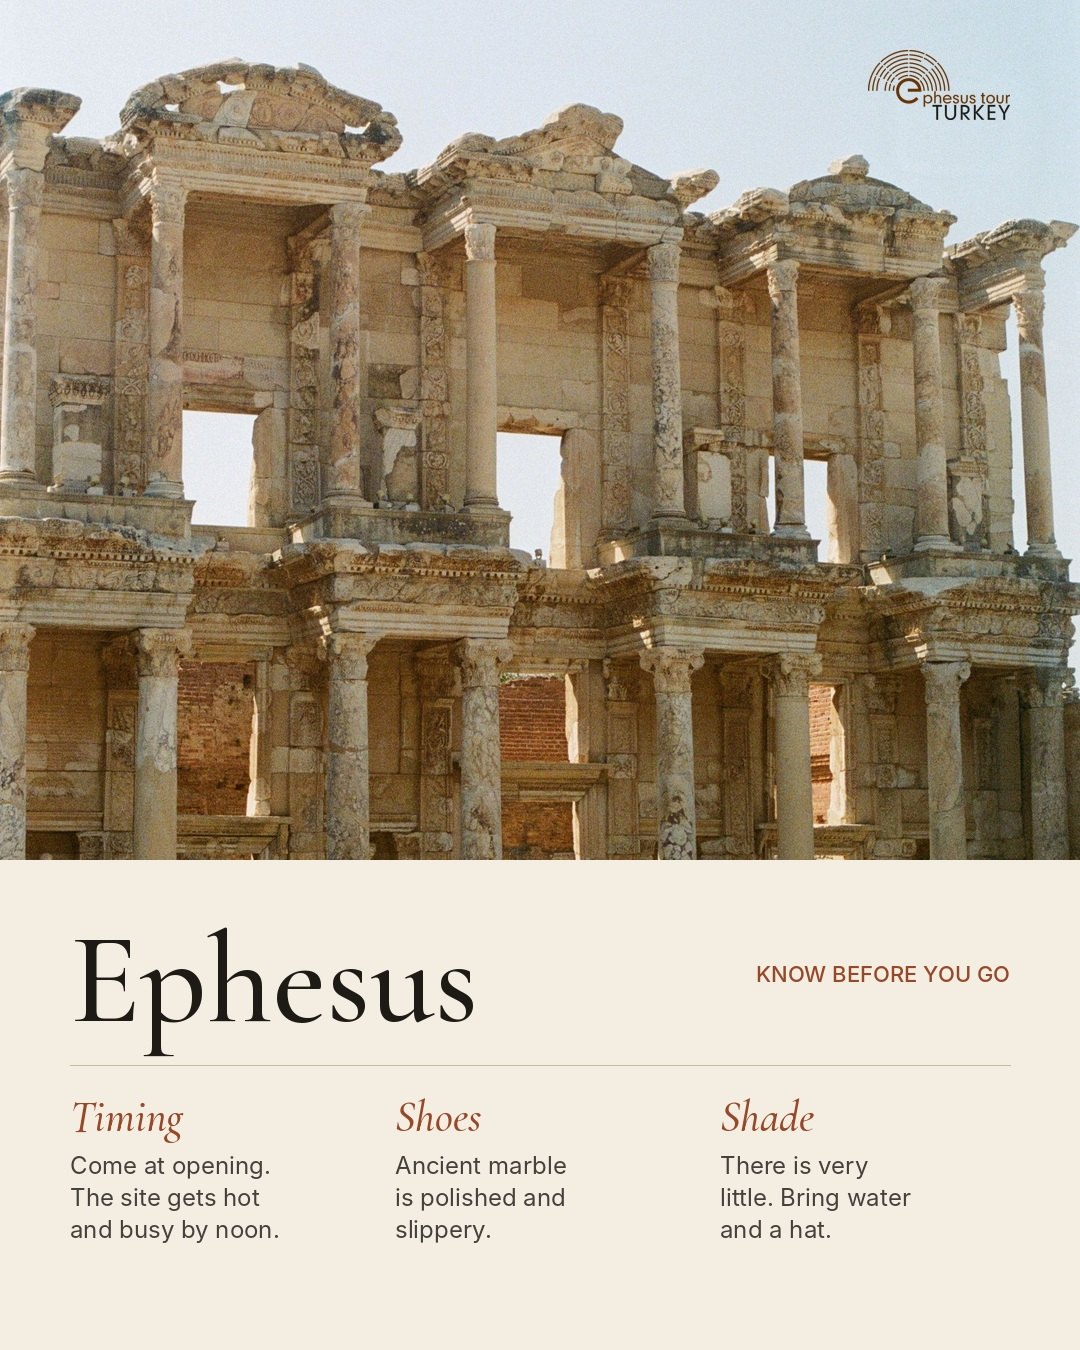 ephesus tour
TURKEY
Ephesus
KNOW BEFORE YOU GO
Timing
Come at opening.
The site gets hot
and busy by noon.
Shoes
Ancient marble
is polished and
slippery.
Shade
There is very
little. Bring water
and a hat.